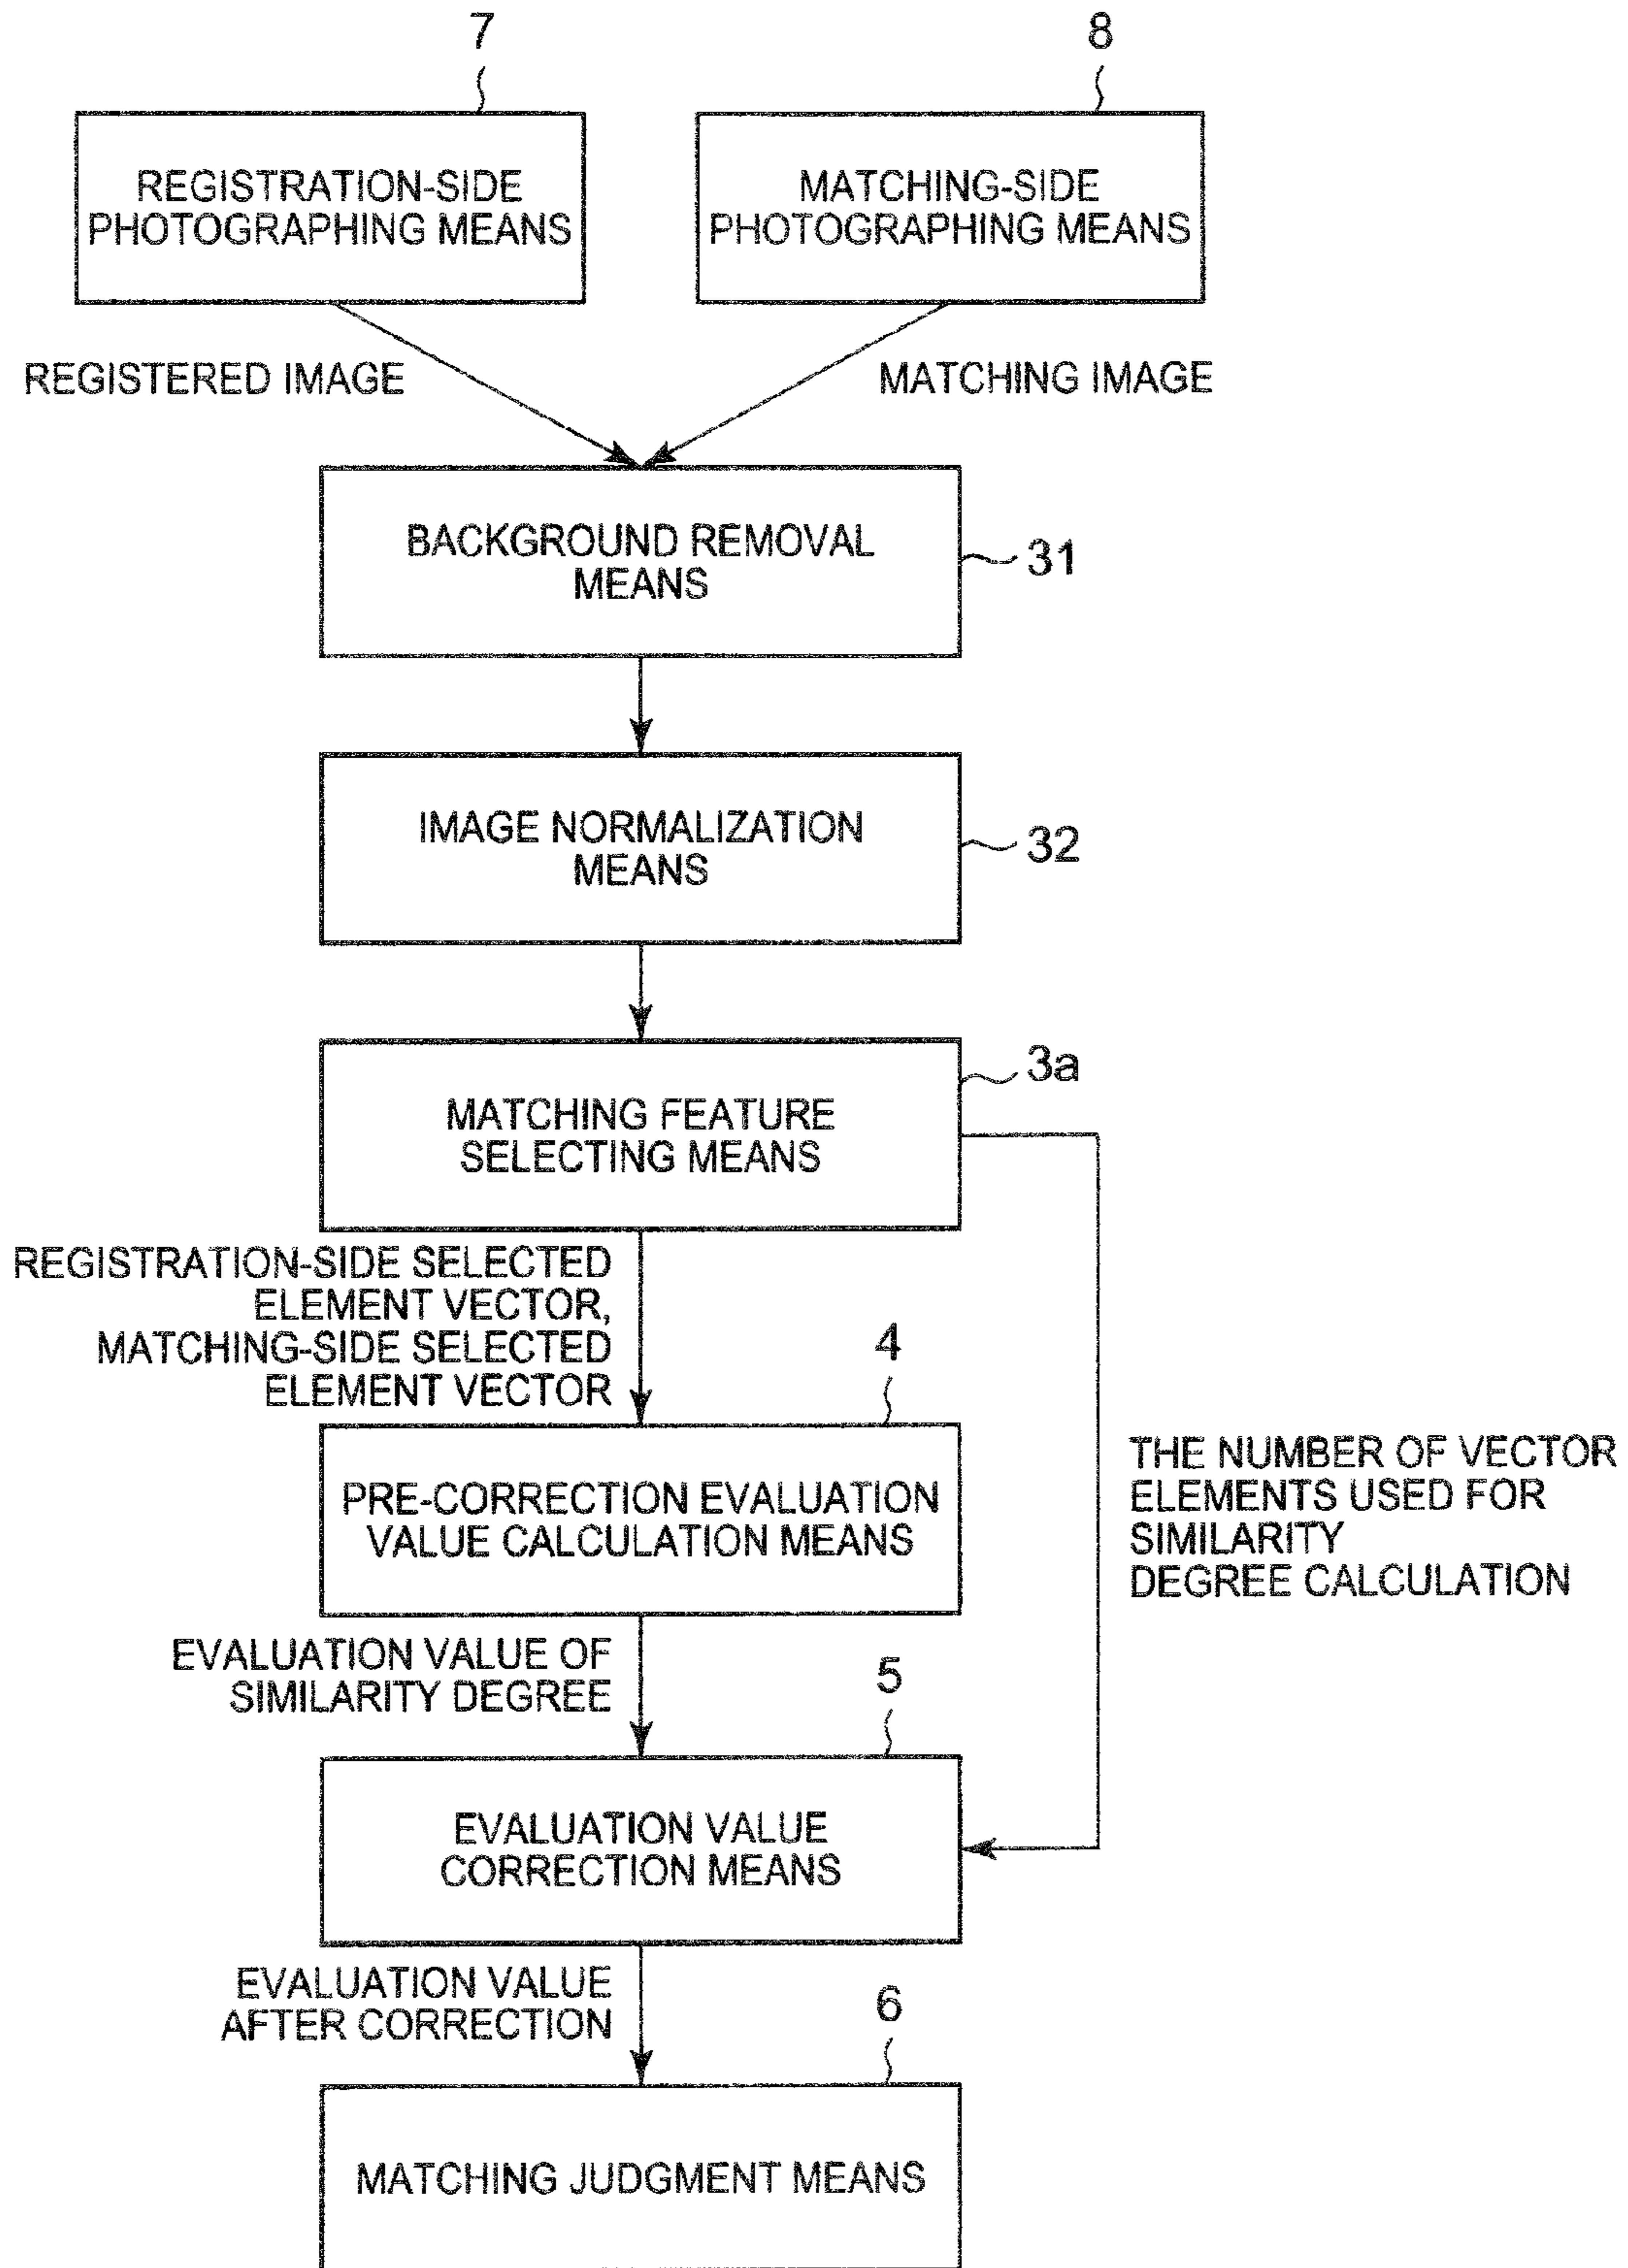 7
8
REGISTRATION-SIDE
PHOTOGRAPHING MEANS
MATCHING-SIDE
PHOTOGRAPHING MEANS
REGISTERED IMAGE
MATCHING IMAGE
BACKGROUND REMOVAL
MEANS
31
IMAGE NORMALIZATION
MEANS
32
MATCHING FEATURE
SELECTING MEANS
3a
REGISTRATION-SIDE SELECTED
ELEMENT VECTOR,
MATCHING-SIDE SELECTED
ELEMENT VECTOR
4
PRE-CORRECTION EVALUATION
VALUE CALCULATION MEANS
THE NUMBER OF VECTOR
ELEMENTS USED FOR
SIMILARITY
DEGREE CALCULATION
EVALUATION VALUE OF
SIMILARITY DEGREE
5
EVALUATION VALUE
CORRECTION MEANS
EVALUATION VALUE
AFTER CORRECTION
6
MATCHING JUDGMENT MEANS